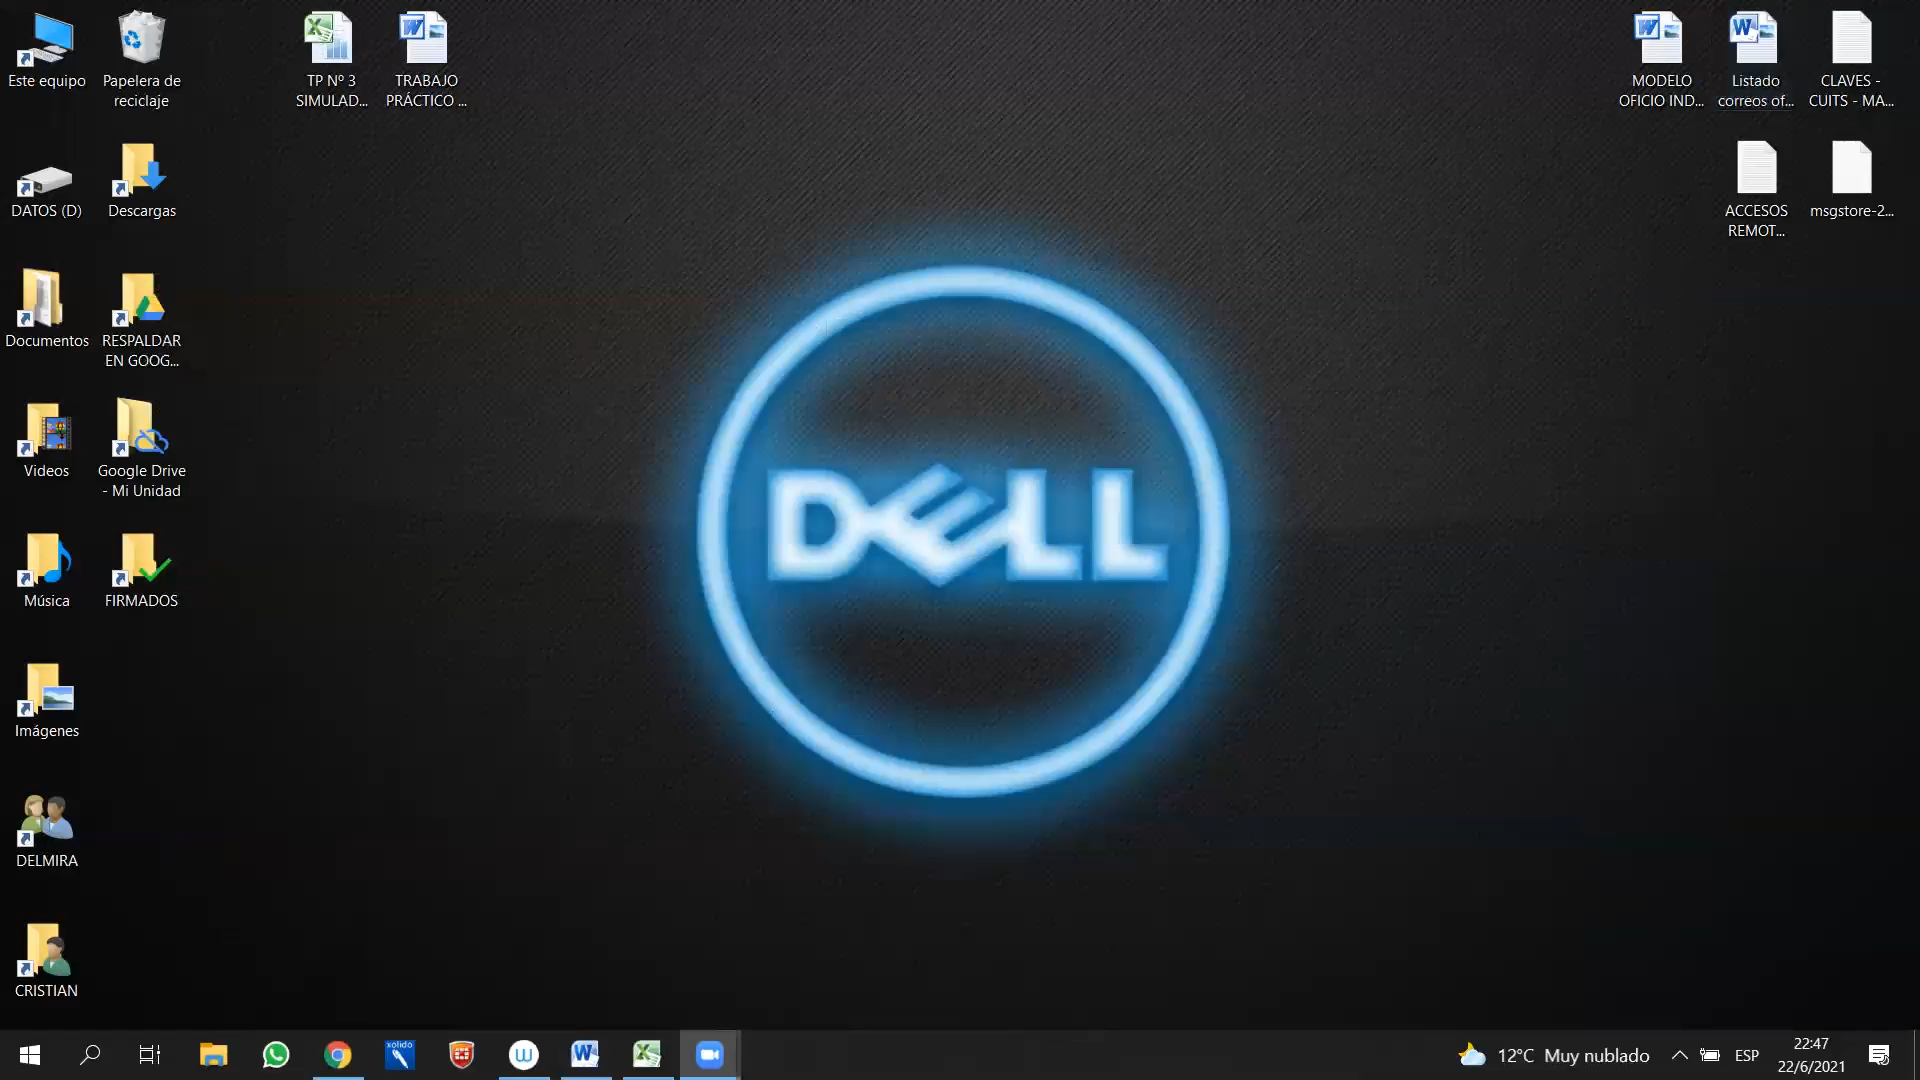 Este equipo
Papelera de
reciclaje
TP Nº 3
SIMULAD...
TRABAJO
PRÁCTICO ...
MODELO
OFICIO IND...
Listado
correos of...
CLAVES -
CUITS - MA...
DATOS (D)
Descargas
ACCESOS
REMOT...
msgstore-2...
Documentos
RESPALDAR
EN GOOG...
Videos
Google Drive
- Mi Unidad
DELL
Música
FIRMADOS
Imágenes
DELMIRA
CRISTIAN
xolido
12°C Muy nublado
ESP
22:47
22/6/2021